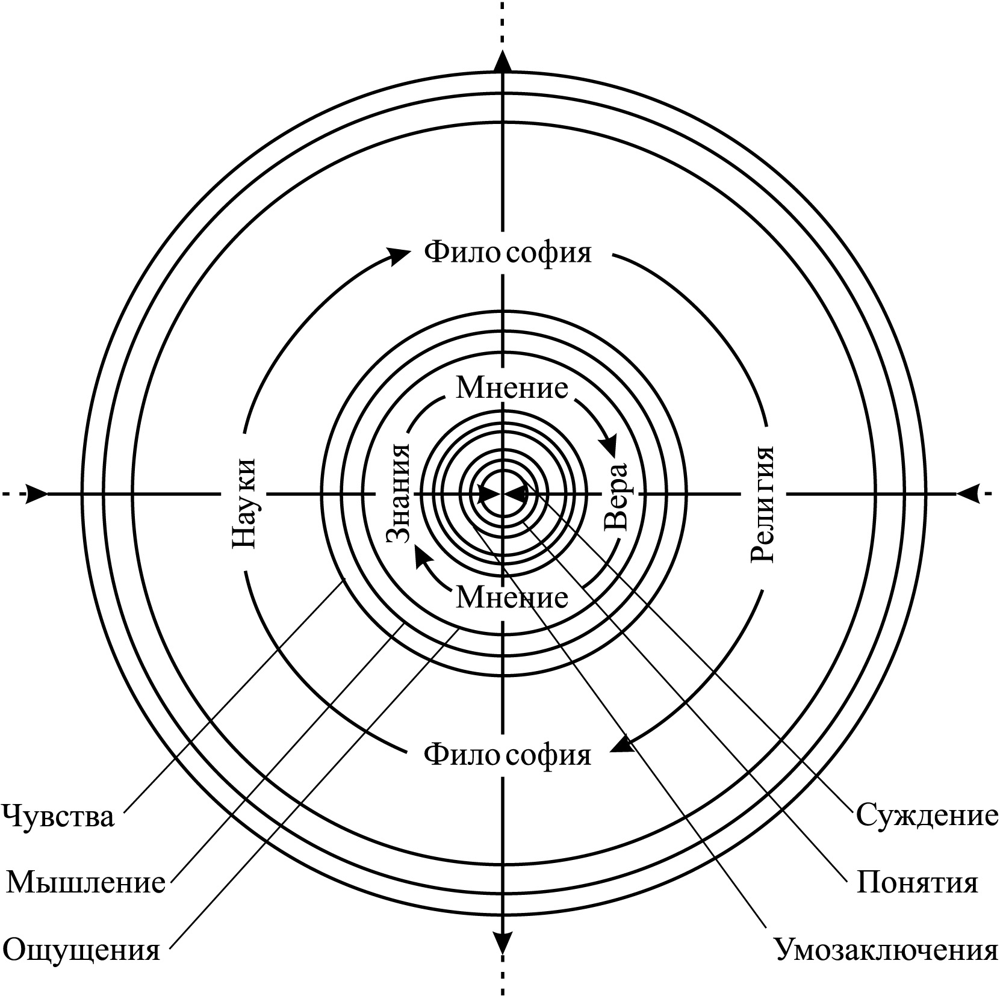 Философия
Мнение
Науки
Знания
Вера
Религия
Мнение
Философия
Чувства
Мышление
Ощущения
Суждение
Понятия
Умозаключения